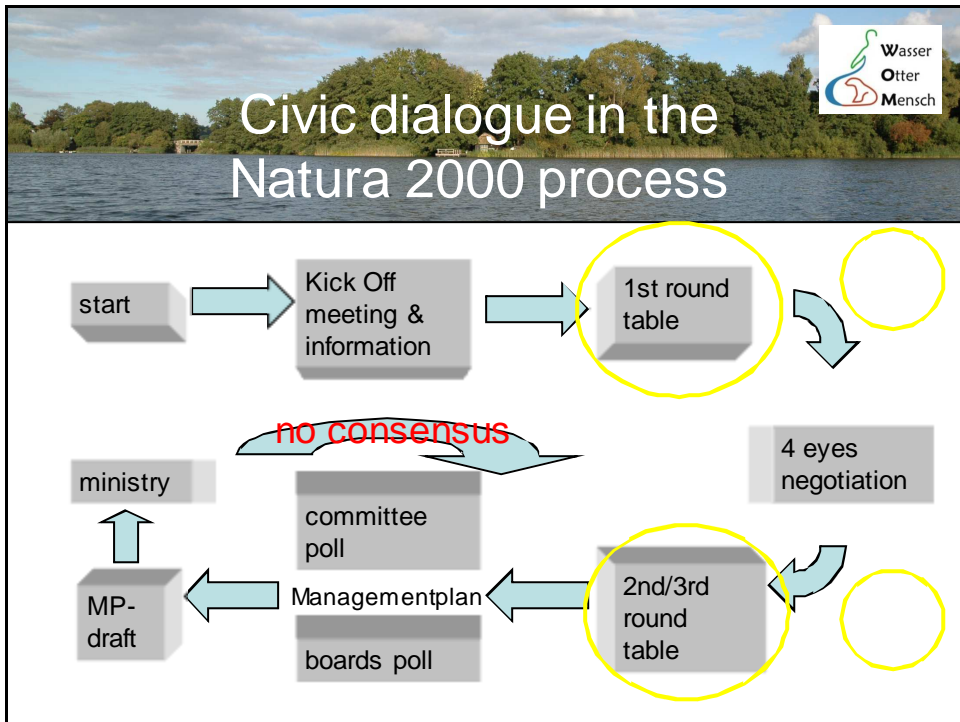 Civic dialogue in the
Natura 2000 process
Wasser
Otter
Mensch
start
Kick Off
meeting &
information
1st round
table
4 eyes
negotiation
2nd/3rd
round
table
no consensus
committee
poll
Managementplan
boards poll
MP-
draft
ministry